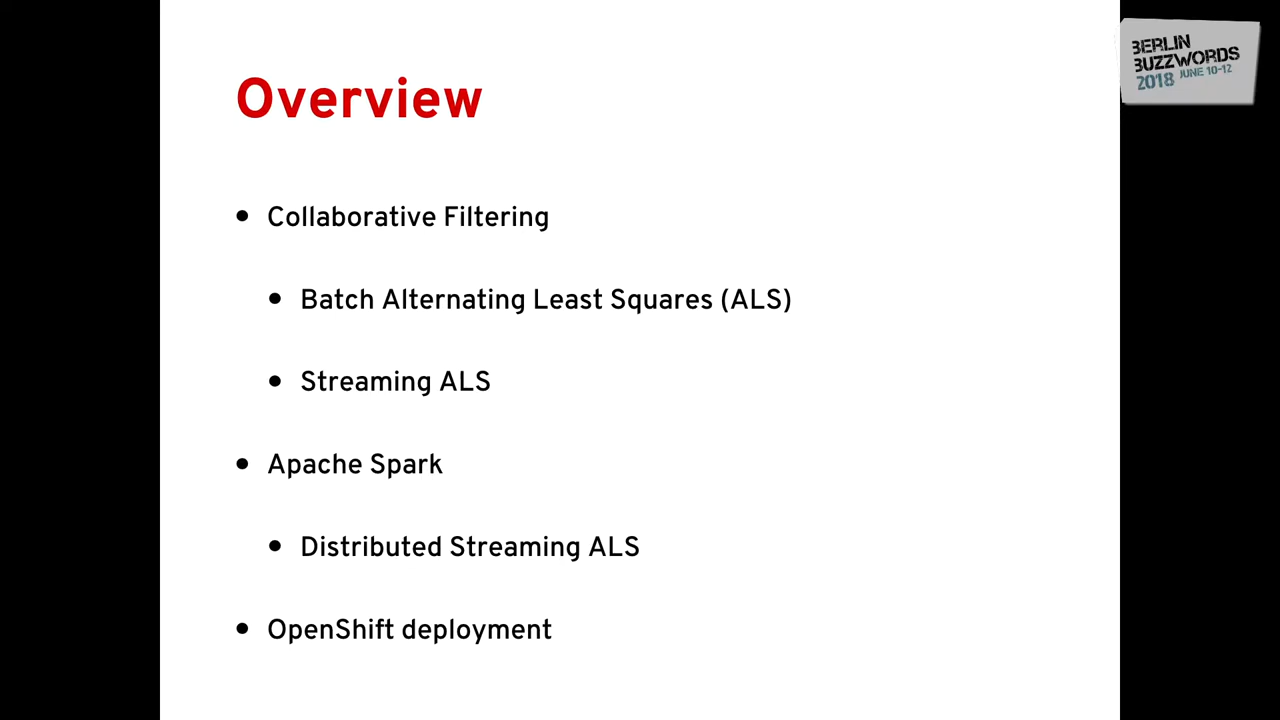 Overview
• Collaborative Filtering
• Batch Alternating Least Squares (ALS)
• Streaming ALS
• Apache Spark
• Distributed Streaming ALS
• OpenShift deployment
BERLIN
BUZZWORDS
2018 JUNE 10-12